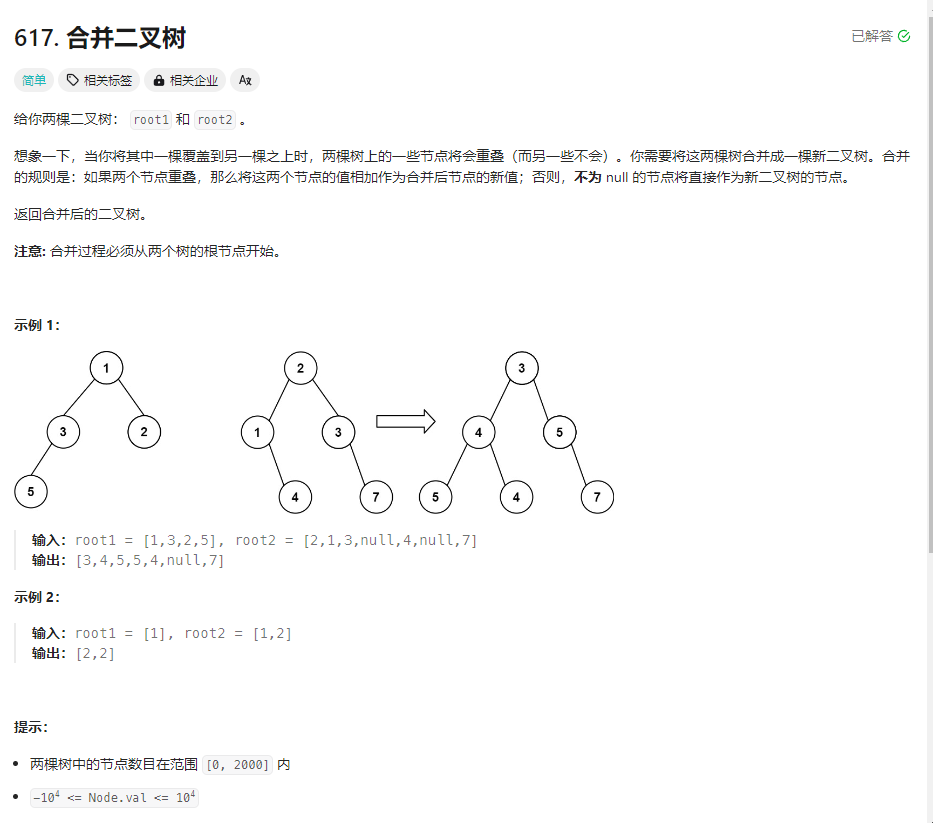 617. 合并二叉树
已解答
简单 相关标签 相关企业 Ax
给你两棵二叉树： root1 和 root2 。
想象一下，当你将其中一棵覆盖到另一棵之上时，两棵树上的一些节点将会重叠（而另一些不会）。你需要将这两棵树合并成一棵新二叉树。合并
的规则是：如果两个节点重叠，那么将这两个节点的值相加作为合并后节点的新值；否则，不为 null 的节点将直接作为新二叉树的节点。
返回合并后的二叉树。
注意: 合并过程必须从两个树的根节点开始。
示例 1：
1 2 3
3 2 1 3 4 5
5 4 7 5 4 7
输入：root1 = [1,3,2,5], root2 = [2,1,3,null,4,null,7]
输出：[3,4,5,5,4,null,7]
示例 2：
输入：root1 = [1], root2 = [1,2]
输出：[2,2]
提示：
• 两棵树中的节点数目在范围 [0, 2000] 内
• -10⁴ <= Node.val <= 10⁴